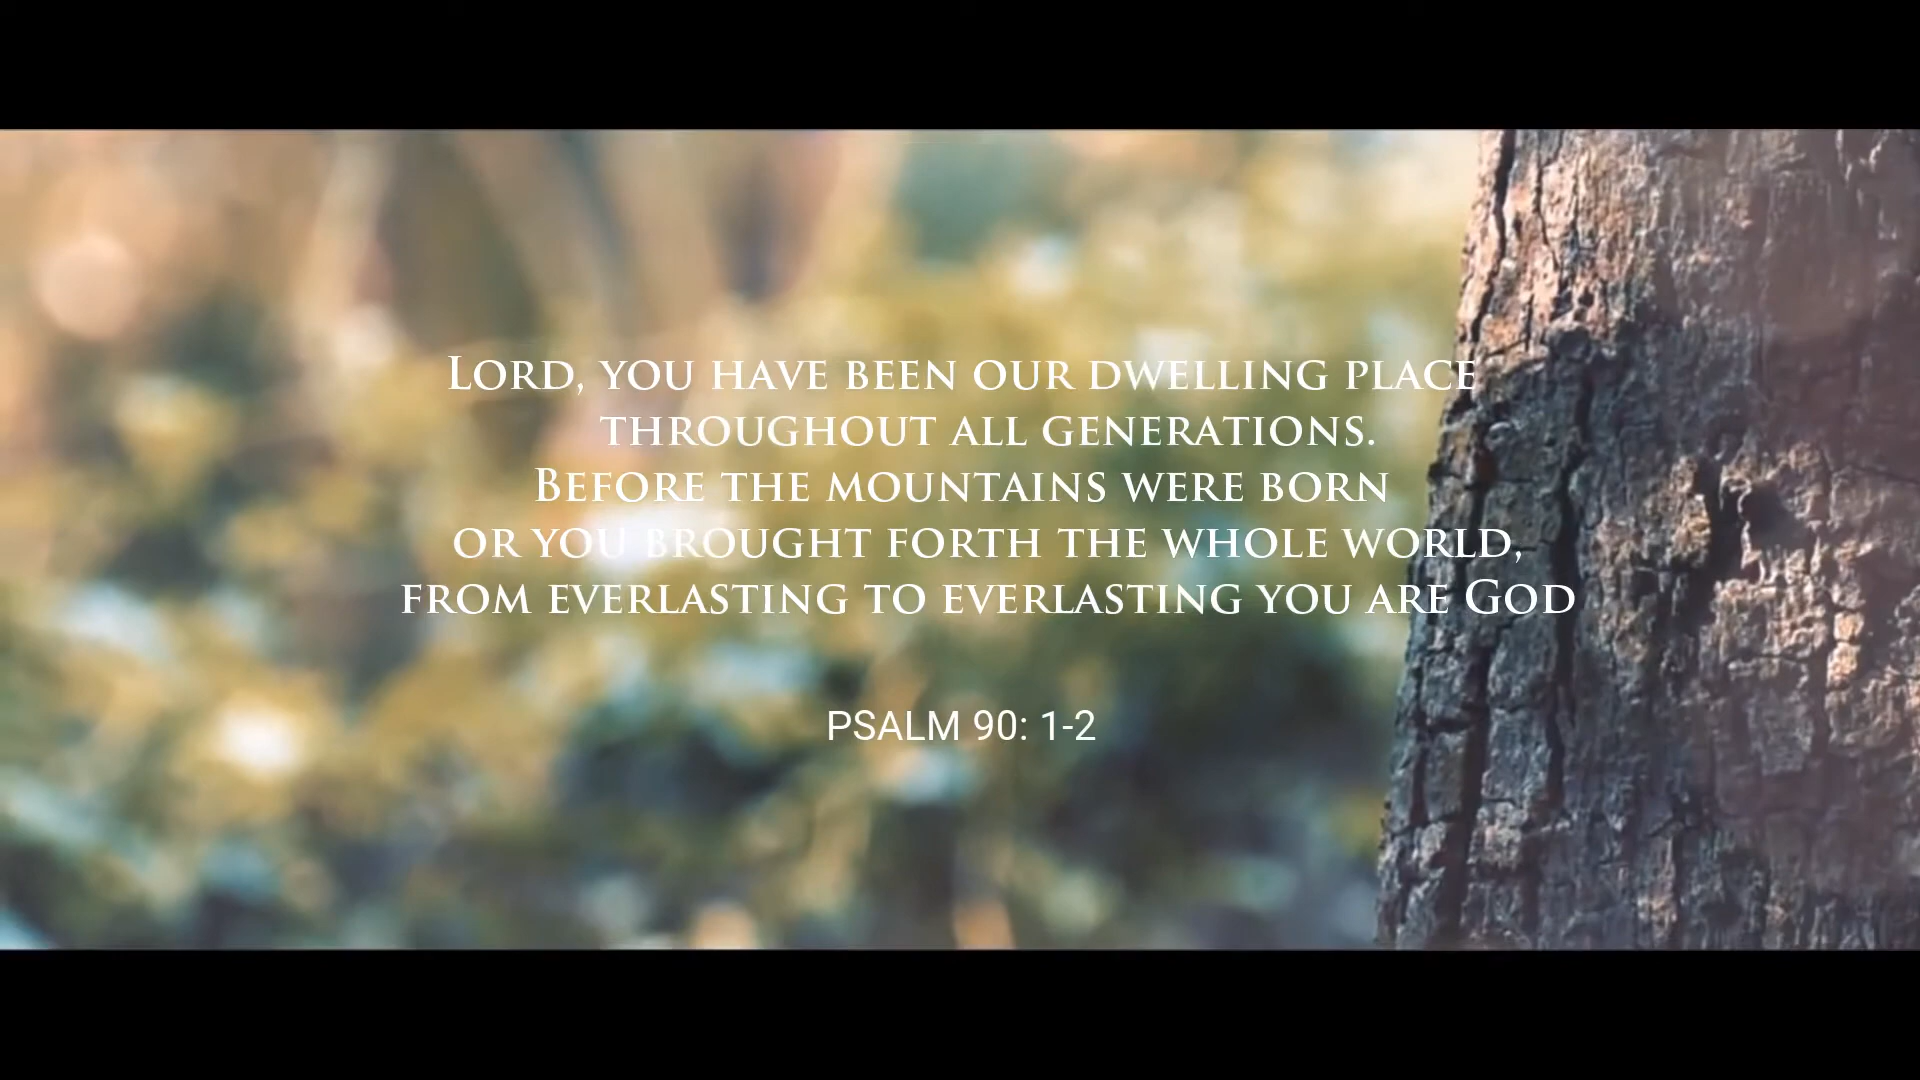 Lord, you have been our dwelling place
throughout all generations.
Before the mountains were born
or you brought forth the whole world,
from everlasting to everlasting you are God
PSALM 90: 1-2